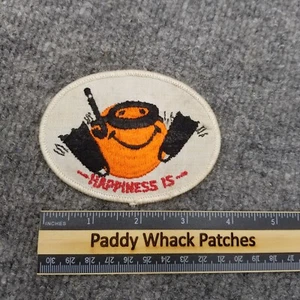 ...HAPPINESS IS...
INCHES 1 2 3 4 5
Paddy Whack Patches